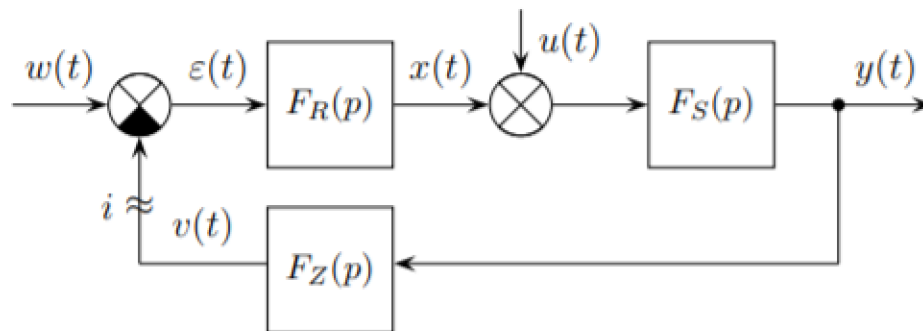 w(t)
ε(t)
F_R(p)
x(t)
u(t)
F_S(p)
y(t)
i ≈
v(t)
F_Z(p)